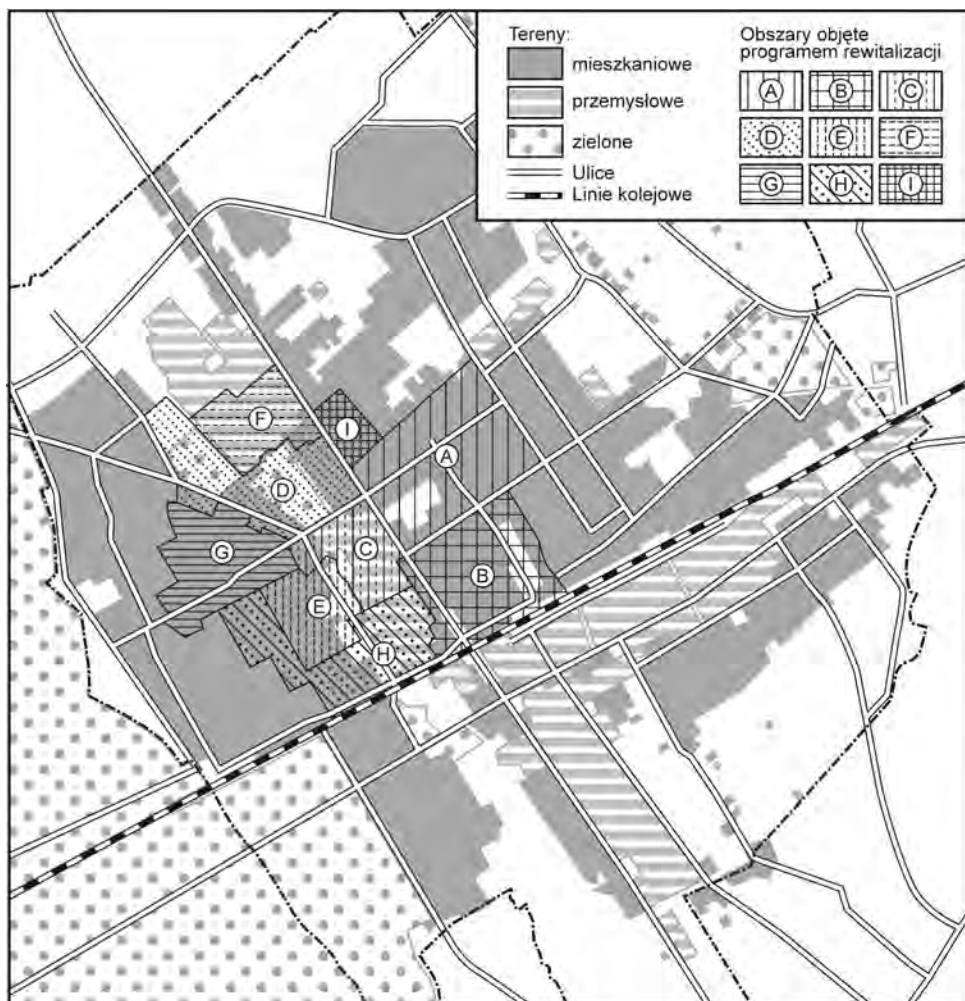 Tereny:
mieszkaniowe
przemysłowe
zielone
Ulice
Linie kolejowe
Obszary objęte
programem rewitalizacji
A B C
D E F
G H I
F
I
A
D
C
G
B
E
H